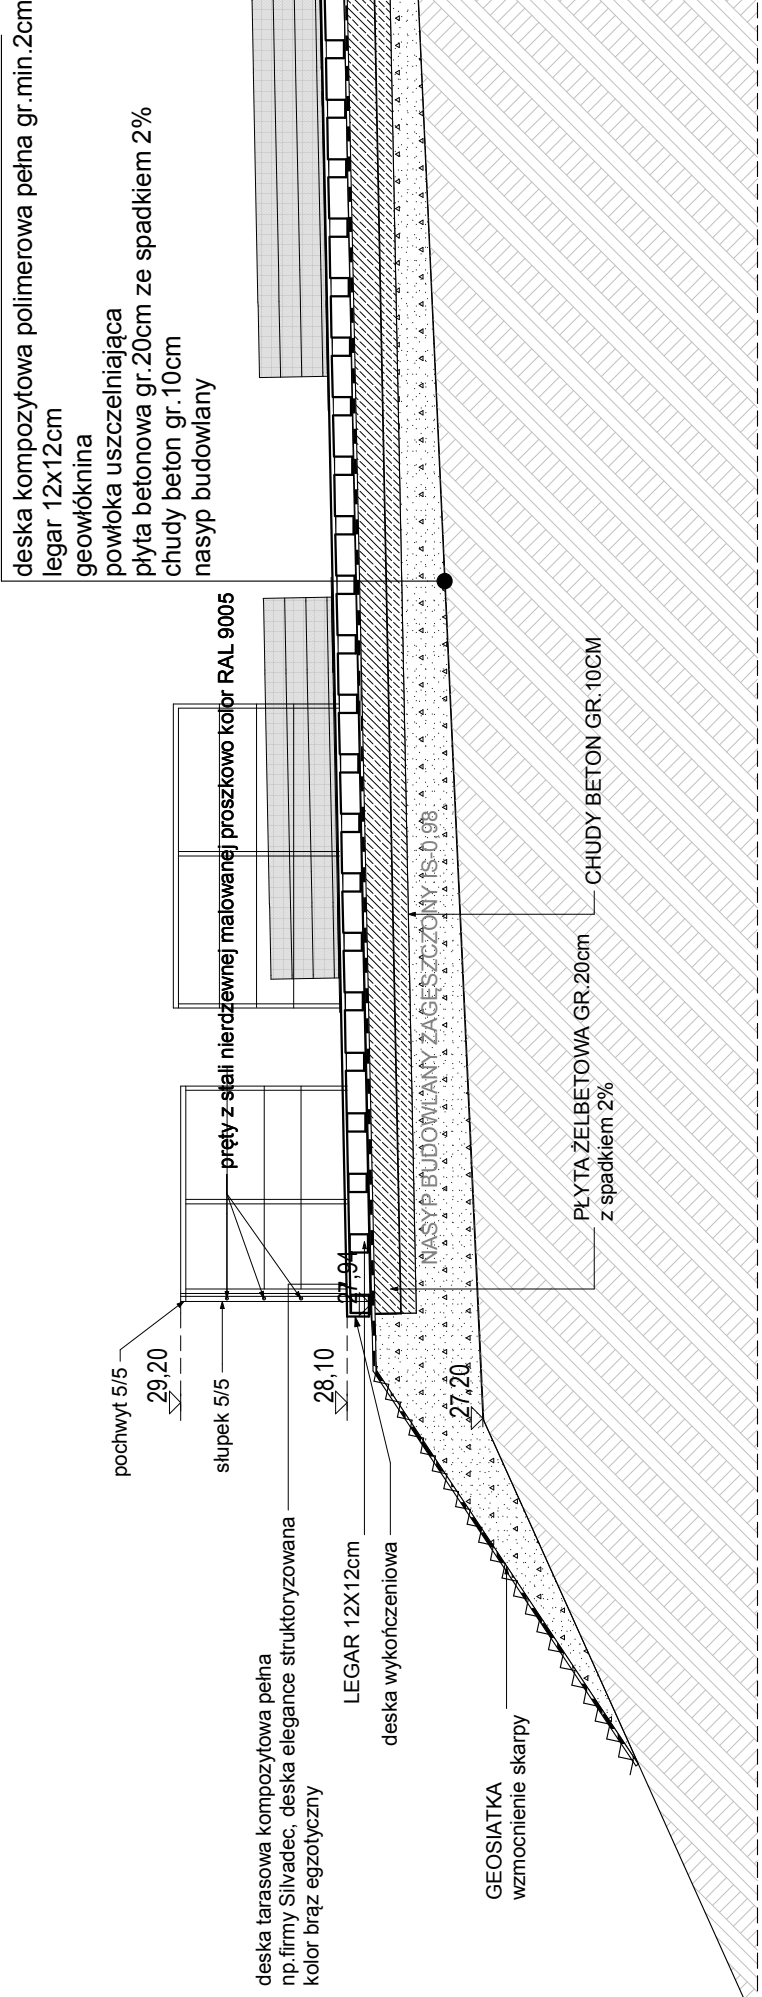 deska kompozytowa polimerowa pełna gr.min.2cm
legar 12x12cm
geowłóknina
powłoka uszczelniająca
płyta betonowa gr.20cm ze spadkiem 2%
chudy beton gr.10cm
nasyp budowlany
pręty z stali nierdzewnej malowanej proszkowo kolor RAL 9005
pochwyt 5/5
29,20
słupek 5/5
28,10
27,94
27,20
deska tarasowa kompozytowa pełna
np.firmy Silvadec, deska elegance struktoryzowana
kolor brąz egzotyczny
LEGAR 12X12cm
deska wykończeniowa
GEOSIATKA
wzmocnienie skarpy
NASYP BUDOWLANY ZAGĘSZCZONY IS-0,98
PŁYTA ŻELBETOWA GR.20cm
z spadkiem 2%
CHUDY BETON GR.10CM